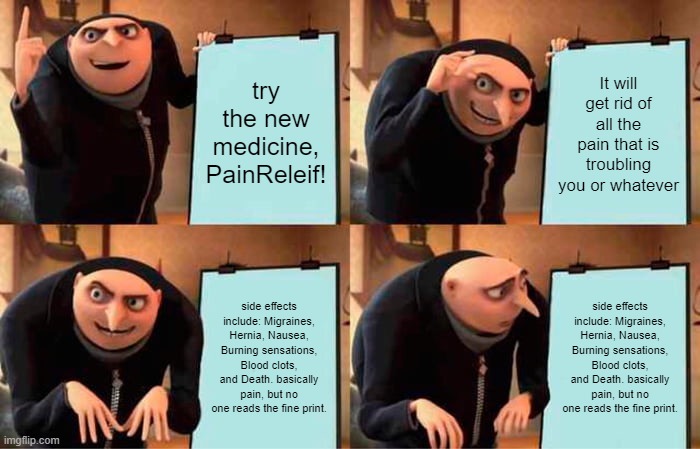 try
the new
medicine,
PainReleif!
It will
get rid of
all the
pain that is
troubling
you or whatever
side effects
include: Migraines,
Hernia, Nausea,
Burning sensations,
Blood clots,
and Death. basically
pain, but no
one reads the fine print.
side effects
include: Migraines,
Hernia, Nausea,
Burning sensations,
Blood clots,
and Death. basically
pain, but no
one reads the fine print.
imgflip.com